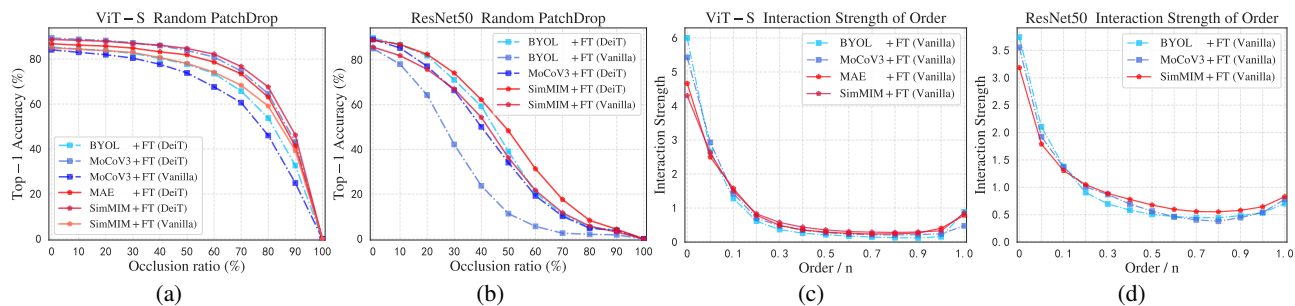 ViT – S Random PatchDrop
Top – 1 Accuracy (%)
80
60
40
20
0
BYOL + FT (DeiT)
MoCoV3 + FT (DeiT)
MoCoV3 + FT (Vanilla)
MAE + FT (DeiT)
SimMIM + FT (DeiT)
SimMIM + FT (Vanilla)
0 10 20 30 40 50 60 70 80 90 100
Occlusion ratio (%)
(a)
ResNet50 Random PatchDrop
Top – 1 Accuracy (%)
80
60
40
20
0
BYOL + FT (DeiT)
BYOL + FT (Vanilla)
MoCoV3 + FT (DeiT)
SimMIM + FT (DeiT)
SimMIM + FT (Vanilla)
0 10 20 30 40 50 60 70 80 90 100
Occlusion ratio (%)
(b)
ViT – S Interaction Strength of Order
Interaction Strength
6
5
4
3
2
1
0
BYOL + FT (Vanilla)
MoCoV3 + FT (Vanilla)
MAE + FT (Vanilla)
SimMIM + FT (Vanilla)
0 0.1 0.3 0.5 0.7 0.9 1.0
Order / n
(c)
ResNet50 Interaction Strength of Order
Interaction Strength
3.5
3.0
2.5
2.0
1.5
1.0
0.5
0.0
BYOL + FT (Vanilla)
MoCoV3 + FT (Vanilla)
SimMIM + FT (Vanilla)
0 0.1 0.3 0.5 0.7 0.9 1.0
Order / n
(d)